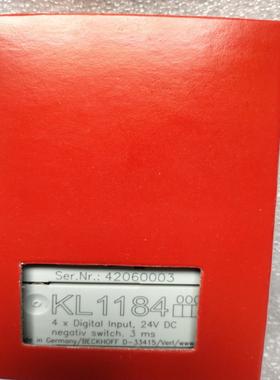 Ser.Nr.: 42060003
KL1184
4 x Digital Input, 24V DC
negativ switch. 3 ms
in Germany/BECKHOFF D-33415/Verl/www